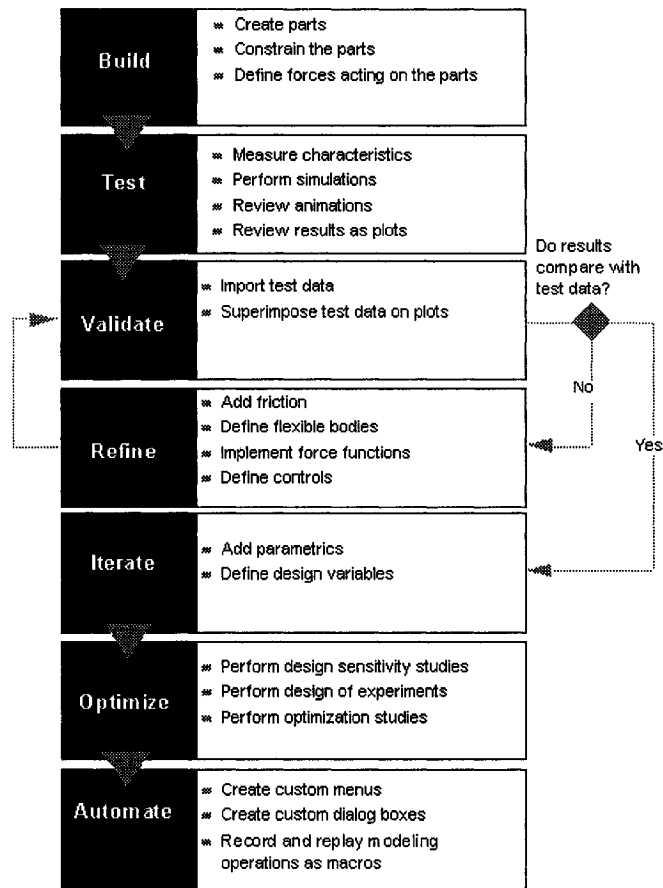 Build
Create parts
Constrain the parts
Define forces acting on the parts
Test
Measure characteristics
Perform simulations
Review animations
Review results as plots
Validate
Import test data
Superimpose test data on plots
Do results
compare with
test data?
No
Yes
Refine
Add friction
Define flexible bodies
Implement force functions
Define controls
Iterate
Add parametrics
Define design variables
Optimize
Perform design sensitivity studies
Perform design of experiments
Perform optimization studies
Automate
Create custom menus
Create custom dialog boxes
Record and replay modeling
operations as macros